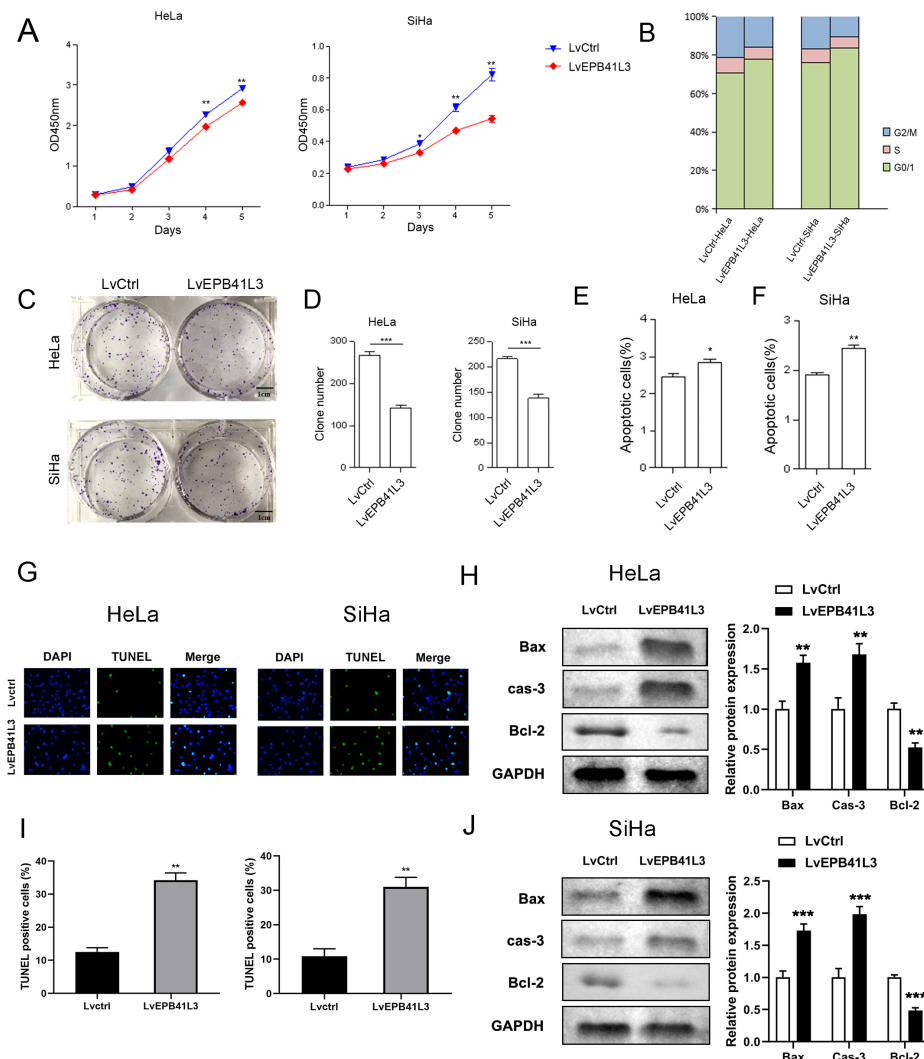 A
HeLa
OD450nm
4
3
2
1
0
1 2 3 4 5
Days
** **
SiHa
OD450nm
1.0
0.8
0.6
0.4
0.2
0.0
1 2 3 4 5
Days
* ** **
LvCtrl
LvEPB41L3
B
100%
80%
60%
40%
20%
0%
LvCtrl-HeLa
LvEPB41L3-HeLa
LvCtrl-SiHa
LvEPB41L3-SiHa
G2/M
S
G0/1
C
LvCtrl LvEPB41L3
HeLa
1cm
SiHa
1cm
D
HeLa
***
Clone number
300
200
100
0
LvCtrl
LvEPB41L3
SiHa
***
Clone number
250
200
150
100
50
0
LvCtrl
LvEPB41L3
E
HeLa
*
Apoptotic cells(%)
4
3
2
1
0
LvCtrl
LvEPB41L3
F
SiHa
**
Apoptotic cells(%)
3
2
1
0
LvCtrl
LvEPB41L3
G
HeLa
SiHa
DAPI TUNEL Merge
DAPI TUNEL Merge
Lvctrl
LvEPB41L3
H
HeLa
LvCtrl LvEPB41L3
Bax
cas-3
Bcl-2
GAPDH
LvCtrl
LvEPB41L3
Relative protein expression
2.0
1.5
1.0
0.5
0.0
** ** **
Bax Cas-3 Bcl-2
I
TUNEL positive cells (%)
40
30
20
10
0
**
Lvctrl LvEPB41L3
TUNEL positive cells (%)
40
30
20
10
0
**
Lvctrl LvEPB41L3
J
SiHa
LvCtrl LvEPB41L3
Bax
cas-3
Bcl-2
GAPDH
LvCtrl
LvEPB41L3
Relative protein expression
2.5
2.0
1.5
1.0
0.5
0.0
*** *** ***
Bax Cas-3 Bcl-2